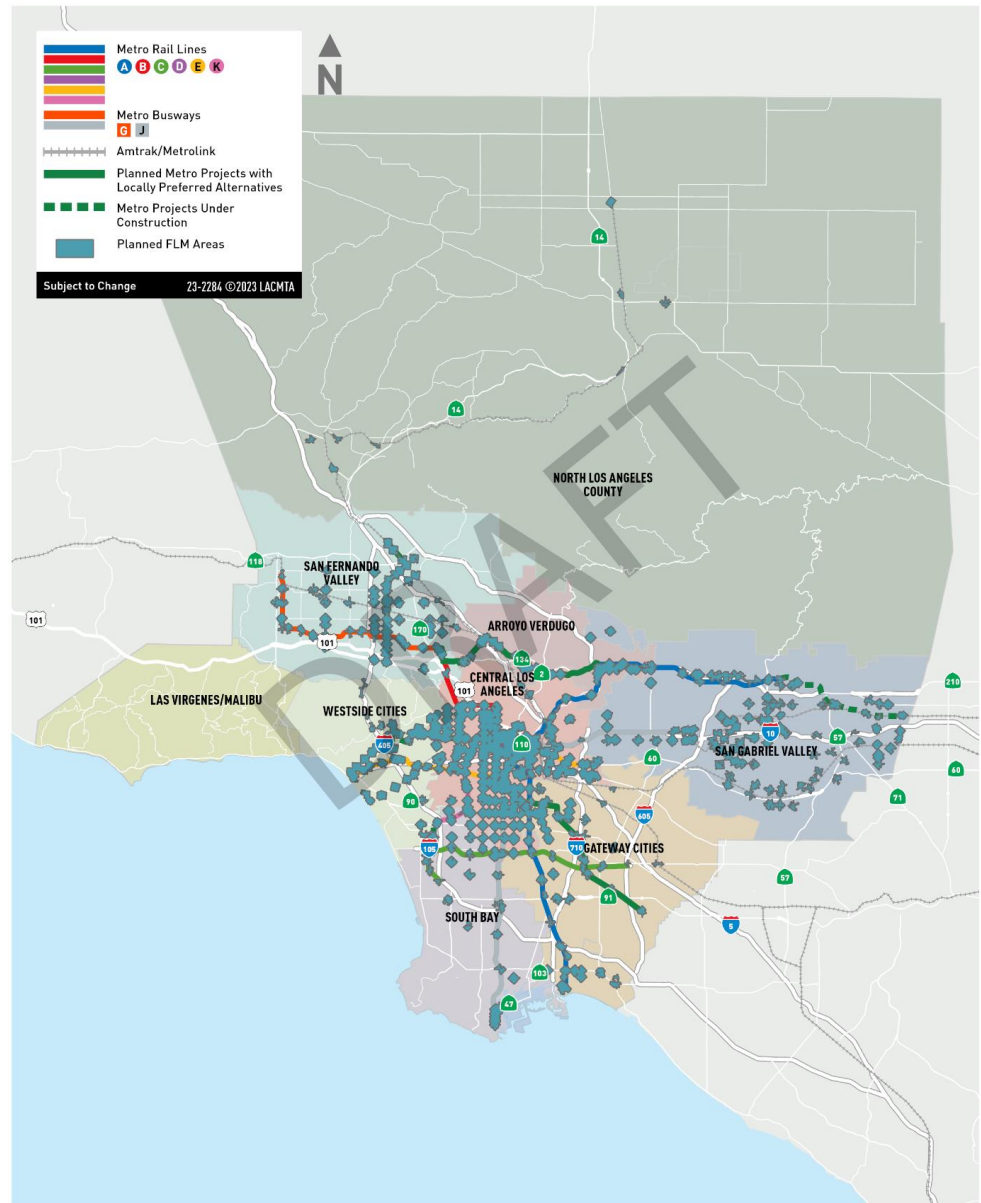 Metro Rail Lines
A B C D E K
Metro Busways
G J
Amtrak/Metrolink
Planned Metro Projects with
Locally Preferred Alternatives
Metro Projects Under
Construction
Planned FLM Areas
Subject to Change 23-2284 ©2023 LACMTA
N
14
14
NORTH LOS ANGELES
COUNTY
DRAFT
118
SAN FERNANDO
VALLEY
101
170
101
ARROYO VERDUGO
134
2
CENTRAL LOS
ANGELES
101
210
LAS VIRGENES/MALIBU
WESTSIDE CITIES
405
110
10
57
SAN GABRIEL VALLEY
60
60
90
71
605
105
710
GATEWAY CITIES
57
91
SOUTH BAY
5
103
47